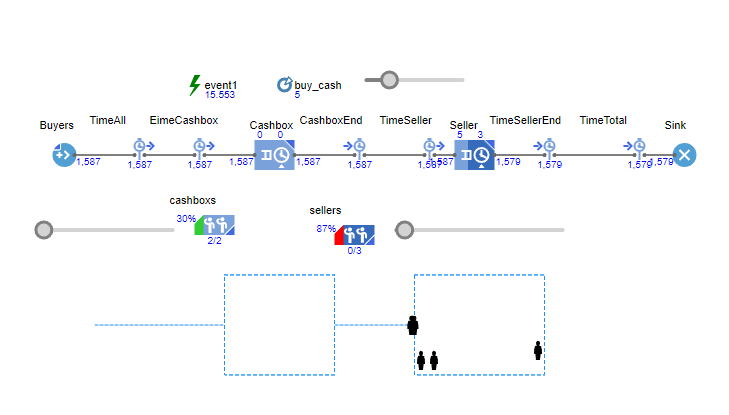 event1
15.553
buy_cash
5
Buyers
TimeAll
EimeCashbox
Cashbox
CashboxEnd
TimeSeller
Seller
TimeSellerEnd
TimeTotal
Sink
0 0
5 3
1,587
1,587
1,587
1,587
1,587
1,587
1,587
1,579
1,579
1,579
1,579
cashboxs
30%
2/2
sellers
87%
0/3